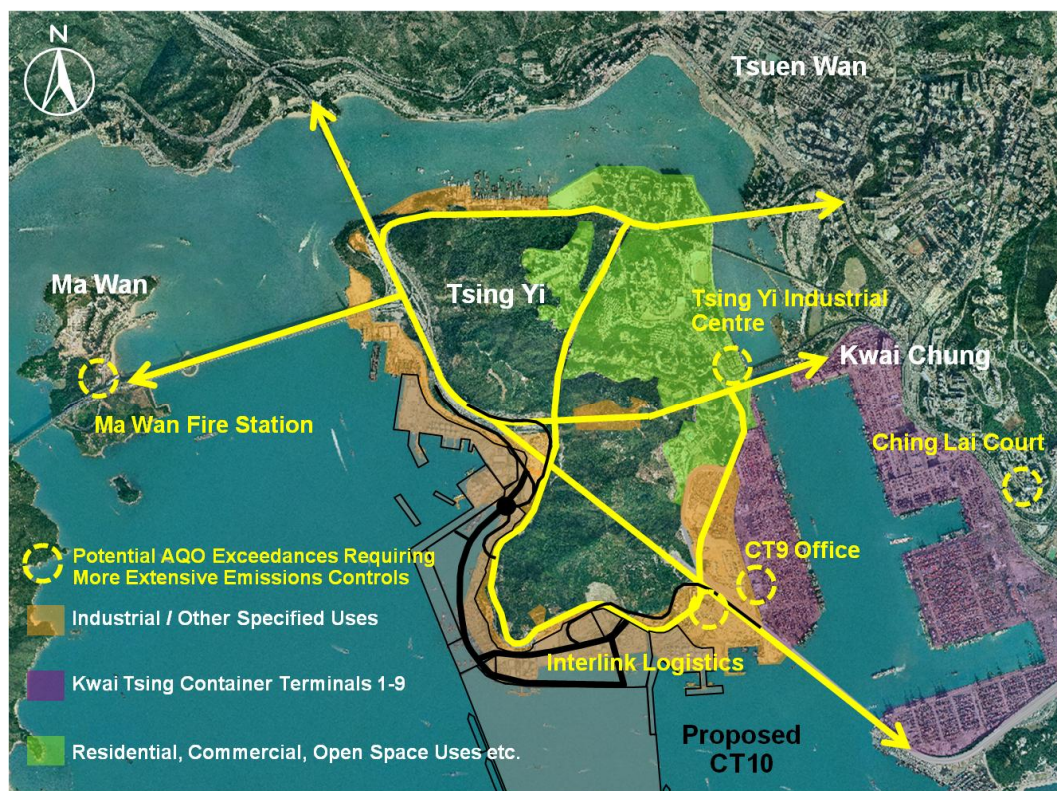 N
Tsuen Wan
Ma Wan
Tsing Yi
Tsing Yi Industrial
Centre
Kwai Chung
Ma Wan Fire Station
Ching Lai Court
Potential AQO Exceedances Requiring
More Extensive Emissions Controls
CT9 Office
Industrial / Other Specified Uses
Interlink Logistics
Kwai Tsing Container Terminals 1-9
Proposed
CT10
Residential, Commercial, Open Space Uses etc.